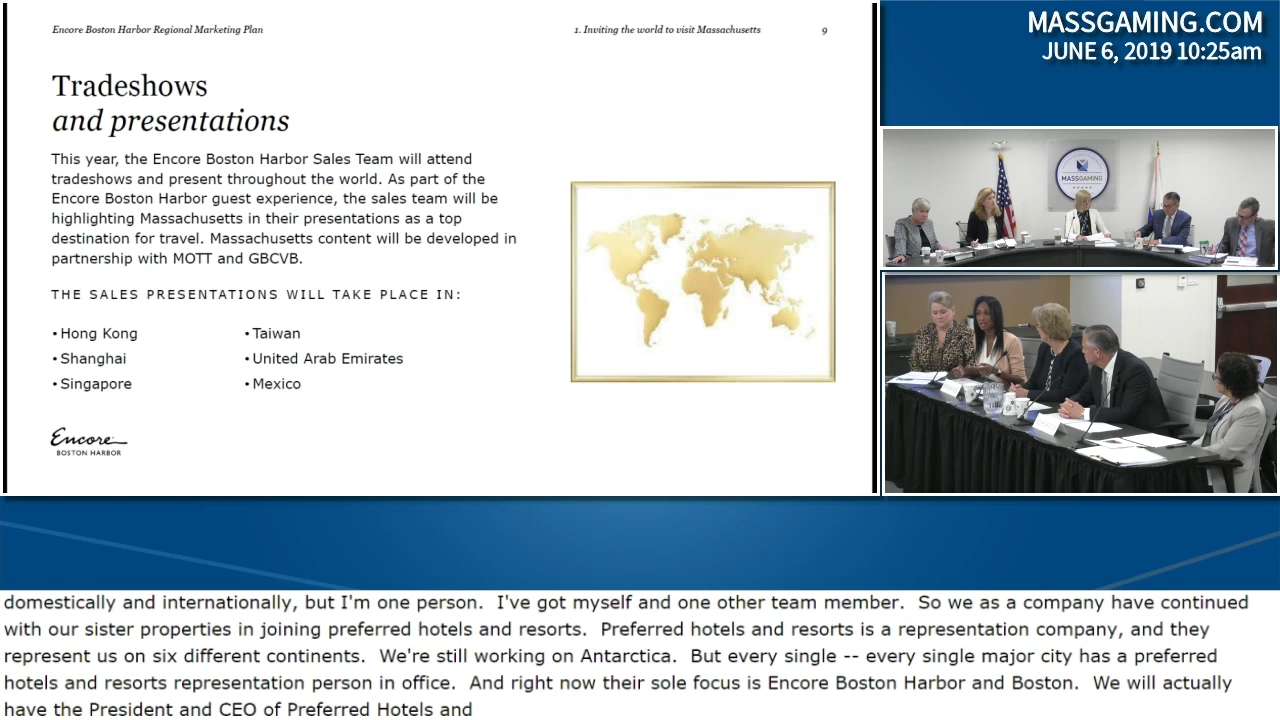 Encore Boston Harbor Regional Marketing Plan
1. Inviting the world to visit Massachusetts
9
MASSGAMING.COM
JUNE 6, 2019 10:25am
Tradeshows
and presentations
This year, the Encore Boston Harbor Sales Team will attend
tradeshows and present throughout the world. As part of the
Encore Boston Harbor guest experience, the sales team will be
highlighting Massachusetts in their presentations as a top
destination for travel. Massachusetts content will be developed in
partnership with MOTT and GBCVB.
THE SALES PRESENTATIONS WILL TAKE PLACE IN:
• Hong Kong
• Shanghai
• Singapore
• Taiwan
• United Arab Emirates
• Mexico
Encore
BOSTON HARBOR
MASSGAMING
domestically and internationally, but I'm one person.  I've got myself and one other team member.  So we as a company have continued
with our sister properties in joining preferred hotels and resorts.  Preferred hotels and resorts is a representation company, and they
represent us on six different continents.  We're still working on Antarctica.  But every single -- every single major city has a preferred
hotels and resorts representation person in office.  And right now their sole focus is Encore Boston Harbor and Boston.  We will actually
have the President and CEO of Preferred Hotels and